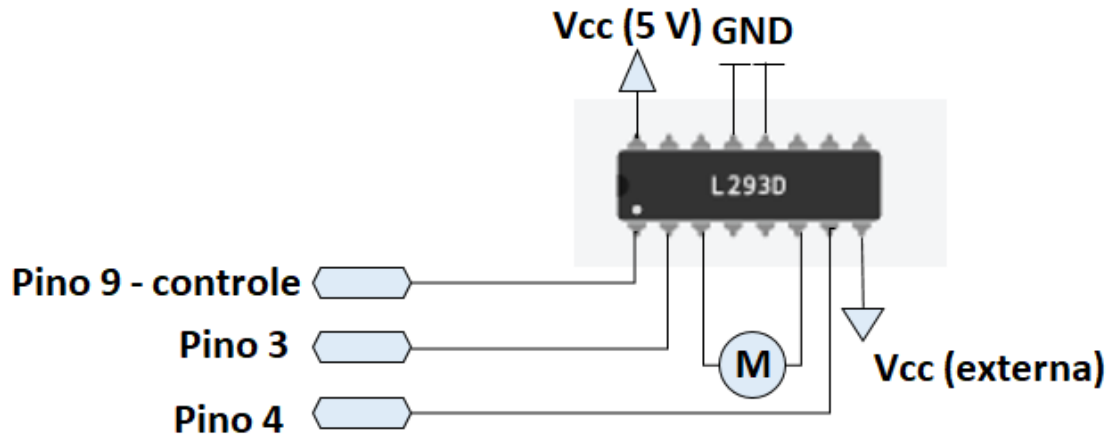 Vcc (5 V) GND
L293D
Pino 9 - controle
Pino 3
M
Vcc (externa)
Pino 4